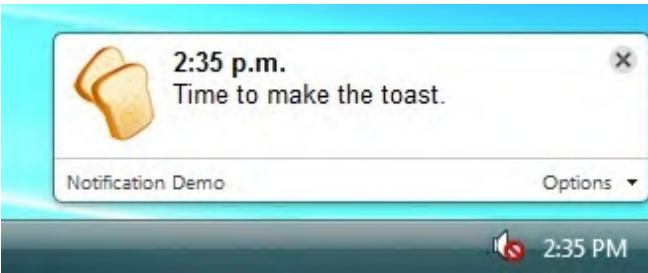 2:35 p.m.
Time to make the toast.
Notification Demo
Options
2:35 PM